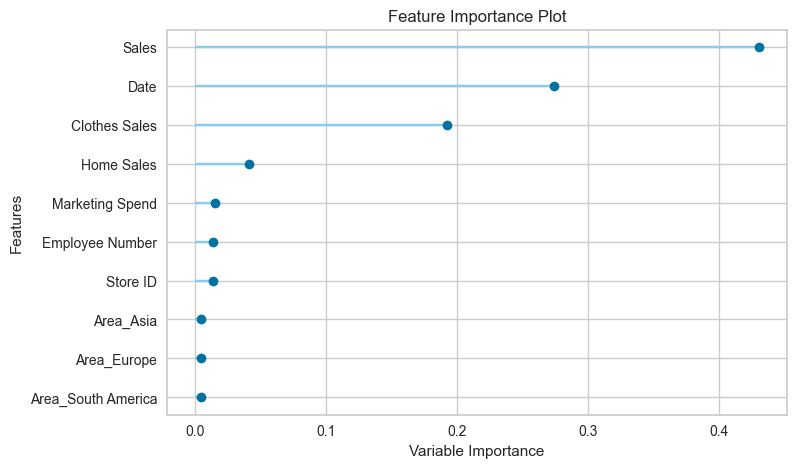 Feature Importance Plot
Features
Sales
Date
Clothes Sales
Home Sales
Marketing Spend
Employee Number
Store ID
Area_Asia
Area_Europe
Area_South America
0.0 0.1 0.2 0.3 0.4
Variable Importance